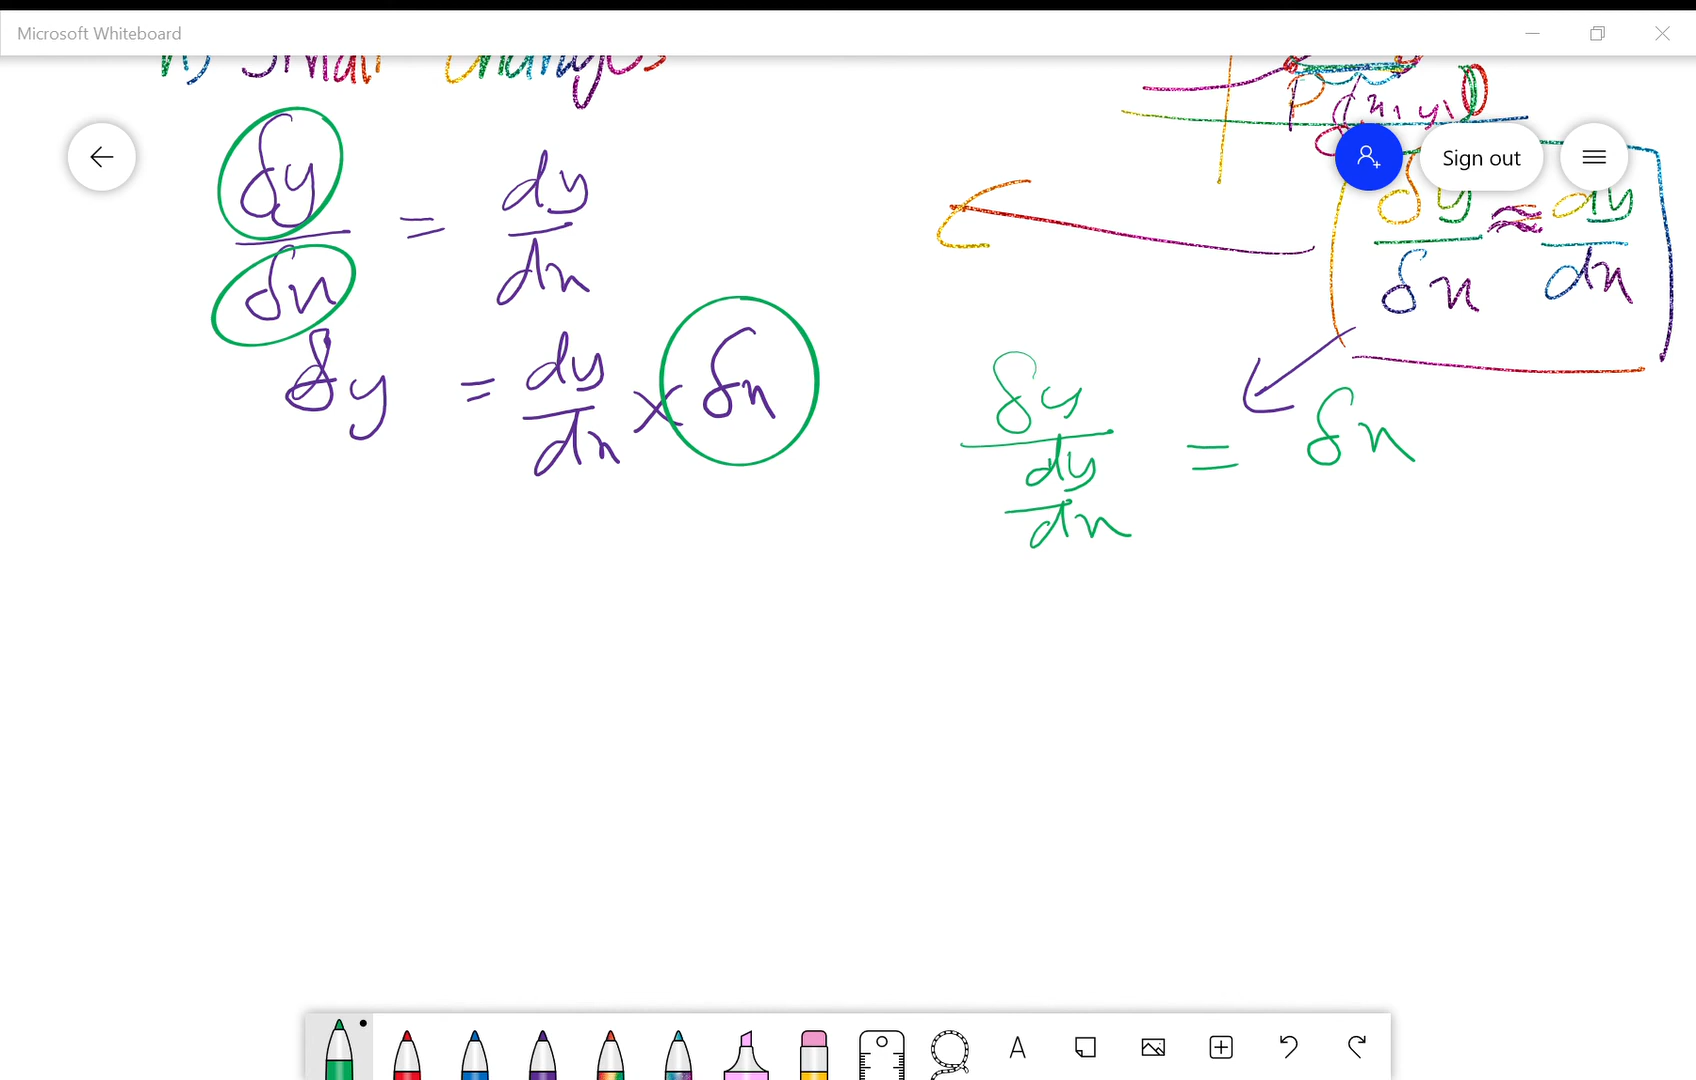 Microsoft Whiteboard
Small Changes
δy/δx = dy/dx
δy = dy/dx × δx
P(x, y)
Sign out
δy/δx ≈ dy/dx
δy/(dy/dx) = δx